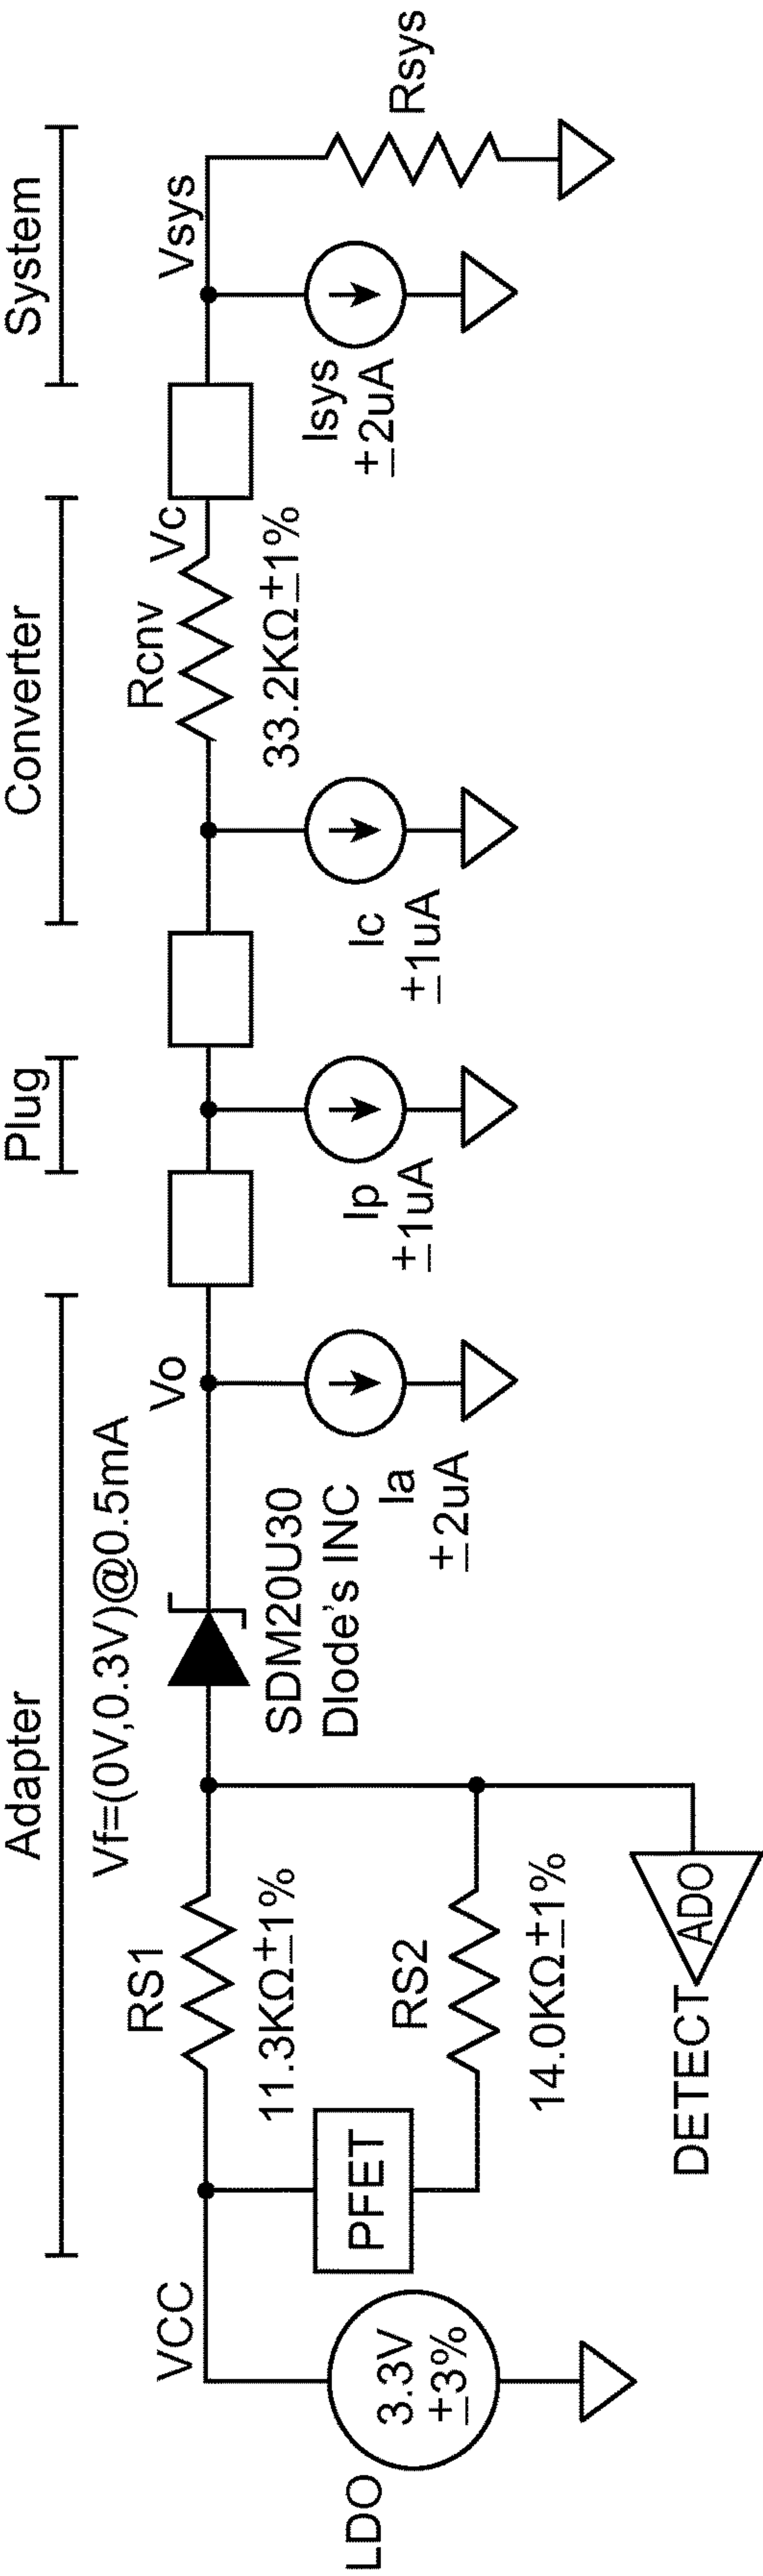 Adapter
Plug
Converter
System
Vf=(0V,0.3V)@0.5mA
VCC
RS1
11.3KΩ±1%
Vo
Rcnv
Vc
33.2KΩ±1%
Vsys
SDM20U30
DIode's INC
LDO
3.3V
±3%
PFET
RS2
14.0KΩ±1%
Ia
±2uA
Ip
±1uA
Ic
±1uA
Isys
±2uA
Rsys
DETECT
ADO